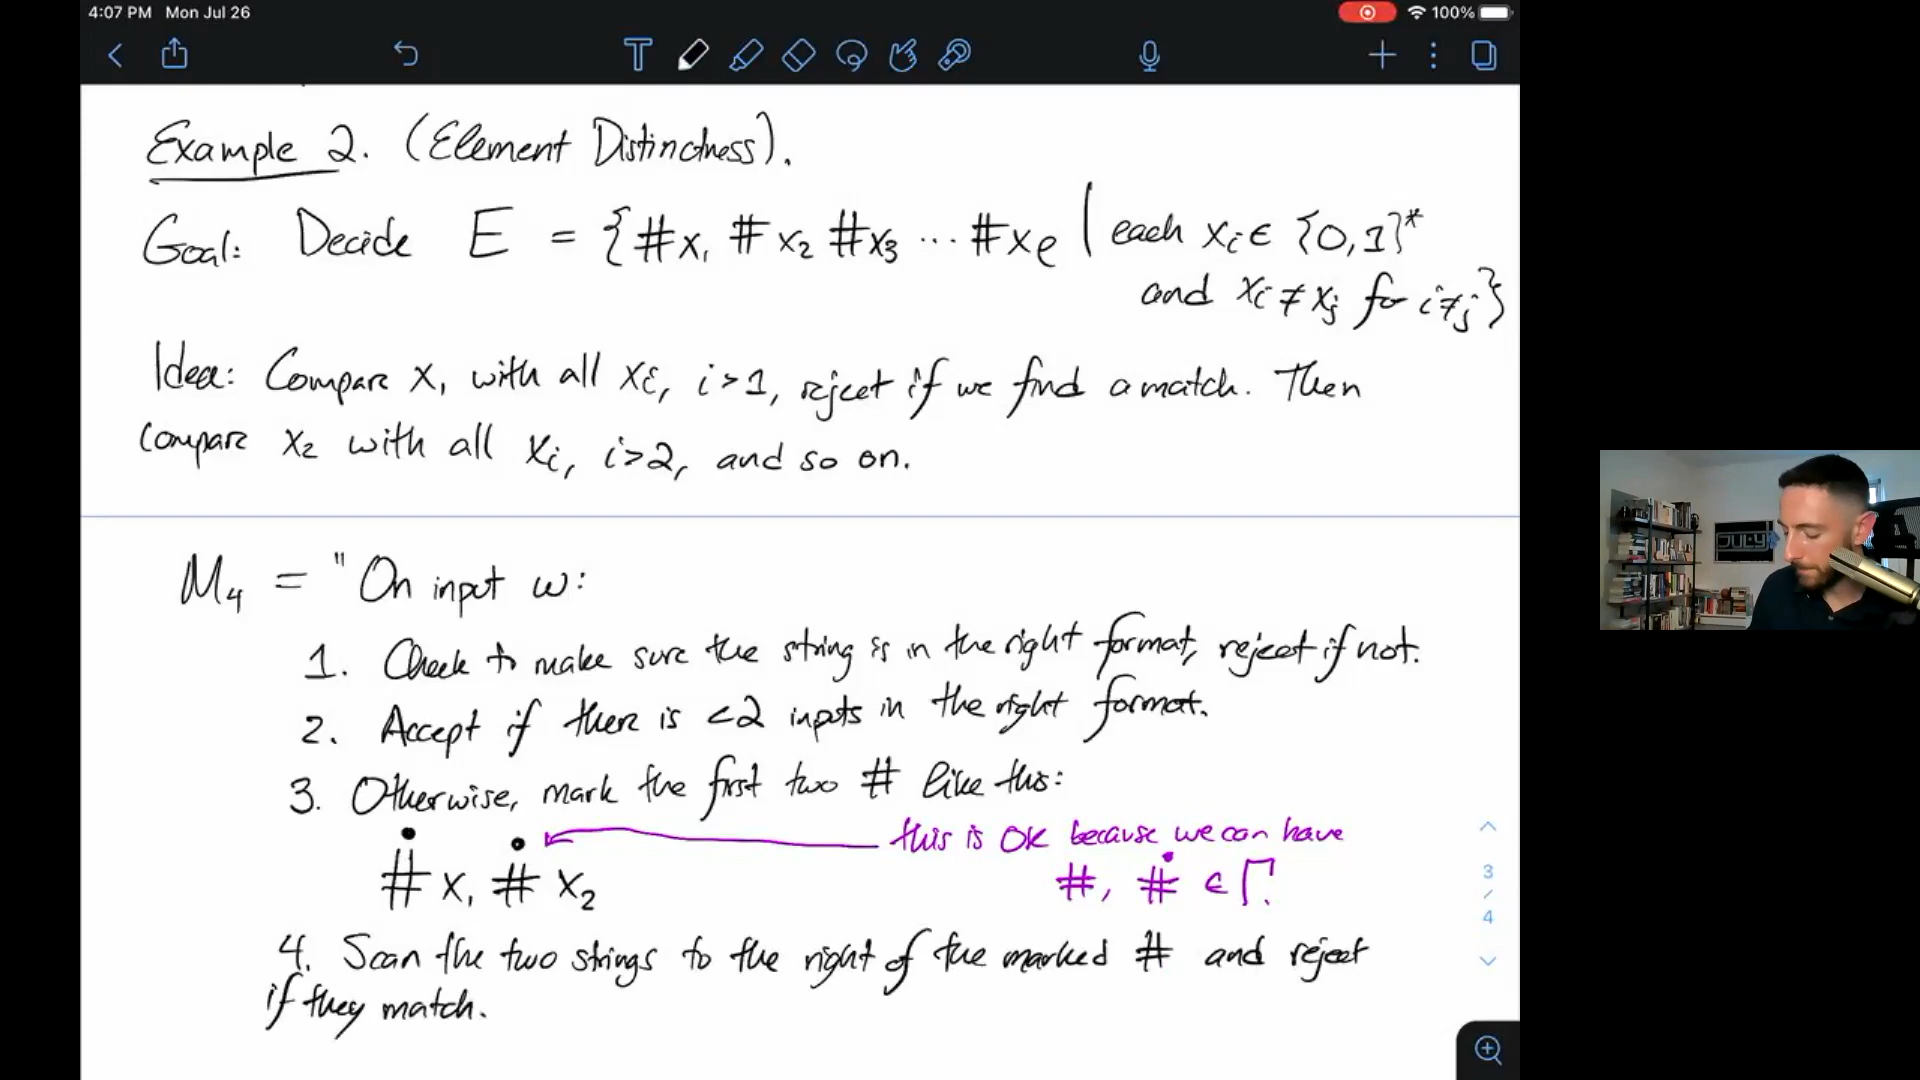 4:07 PM Mon Jul 26
100%
Example 2. (Element Distinctness).
Goal: Decide E = {#x₁ #x₂ #x₃ ... #xℓ | each xᵢ ∈ {0,1}*
and xᵢ ≠ xⱼ for i≠j}
Idea: Compare x₁ with all xᵢ, i>1, reject if we find a match. Then
compare x₂ with all xᵢ, i>2, and so on.
M₄ = "On input w:
1. Check to make sure the string is in the right format, reject if not.
2. Accept if there is <2 inputs in the right format.
3. Otherwise, mark the first two # like this:
#̇ x₁ #̇ x₂
this is OK because we can have
#, #̇ ∈ Γ.
4. Scan the two strings to the right of the marked # and reject
if they match.
3
/
4
JULY